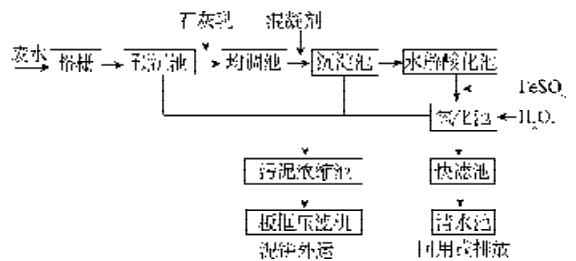 石灰乳 混凝剂
废水 格栅 预沉池 均调池 沉淀池 水解酸化池
FeSO
氧化池 H₂O₂
污泥浓缩池 快滤池
板框压滤机 清水池
泥饼外运 回用或排放